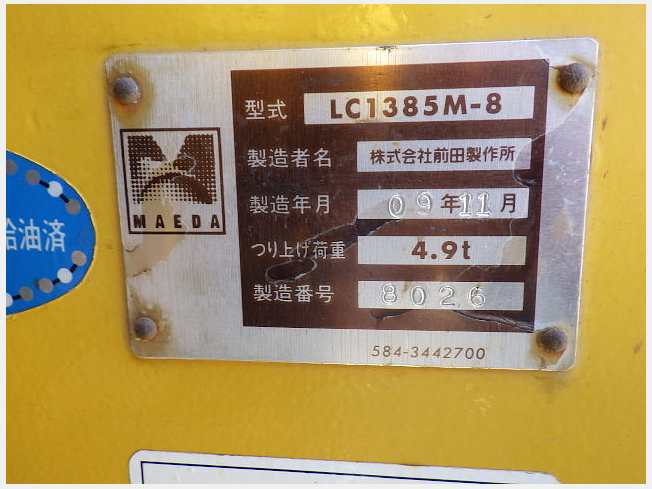 型式 LC1385M-8
製造者名 株式会社前田製作所
MAEDA
製造年月 09年11月
つり上げ荷重 4.9t
製造番号 8026
584-3442700
給油済